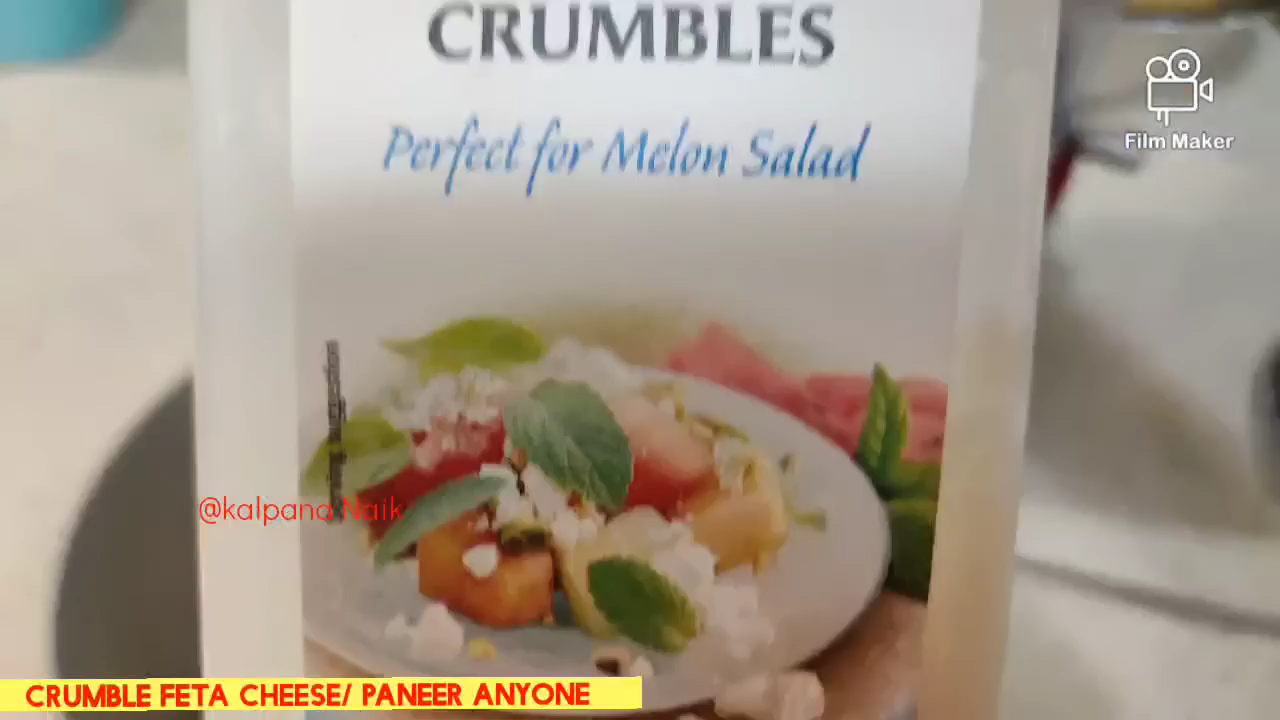 CRUMBLES
Perfect for Melon Salad
Film Maker
@kalpana Naik
CRUMBLE FETA CHEESE/ PANEER ANYONE